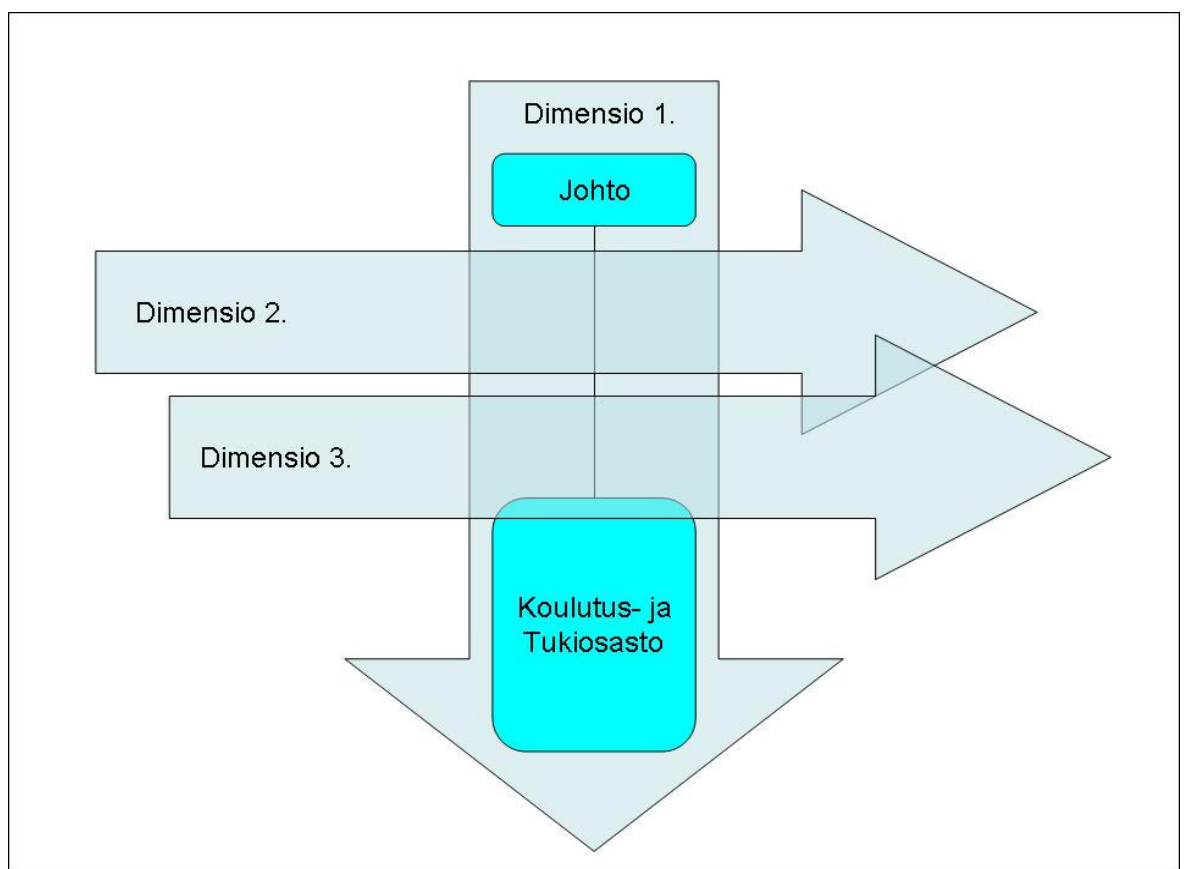 Dimensio 1.
Johto
Dimensio 2.
Dimensio 3.
Koulutus- ja
Tukiosasto